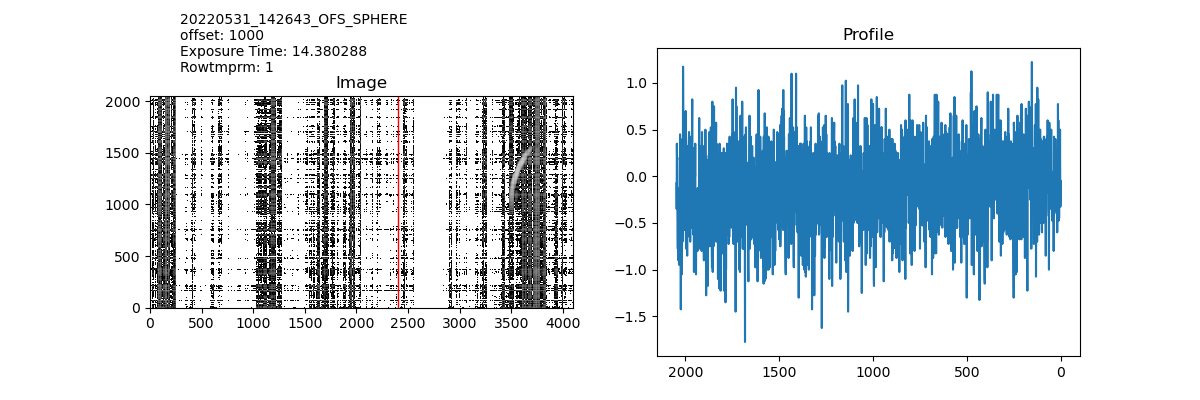 20220531_142643_OFS_SPHERE
offset: 1000
Exposure Time: 14.380288
Rowtmprm: 1
Image
2000
1500
1000
500
0
0 500 1000 1500 2000 2500 3000 3500 4000
Profile
1.0
0.5
0.0
−0.5
−1.0
−1.5
2000 1500 1000 500 0